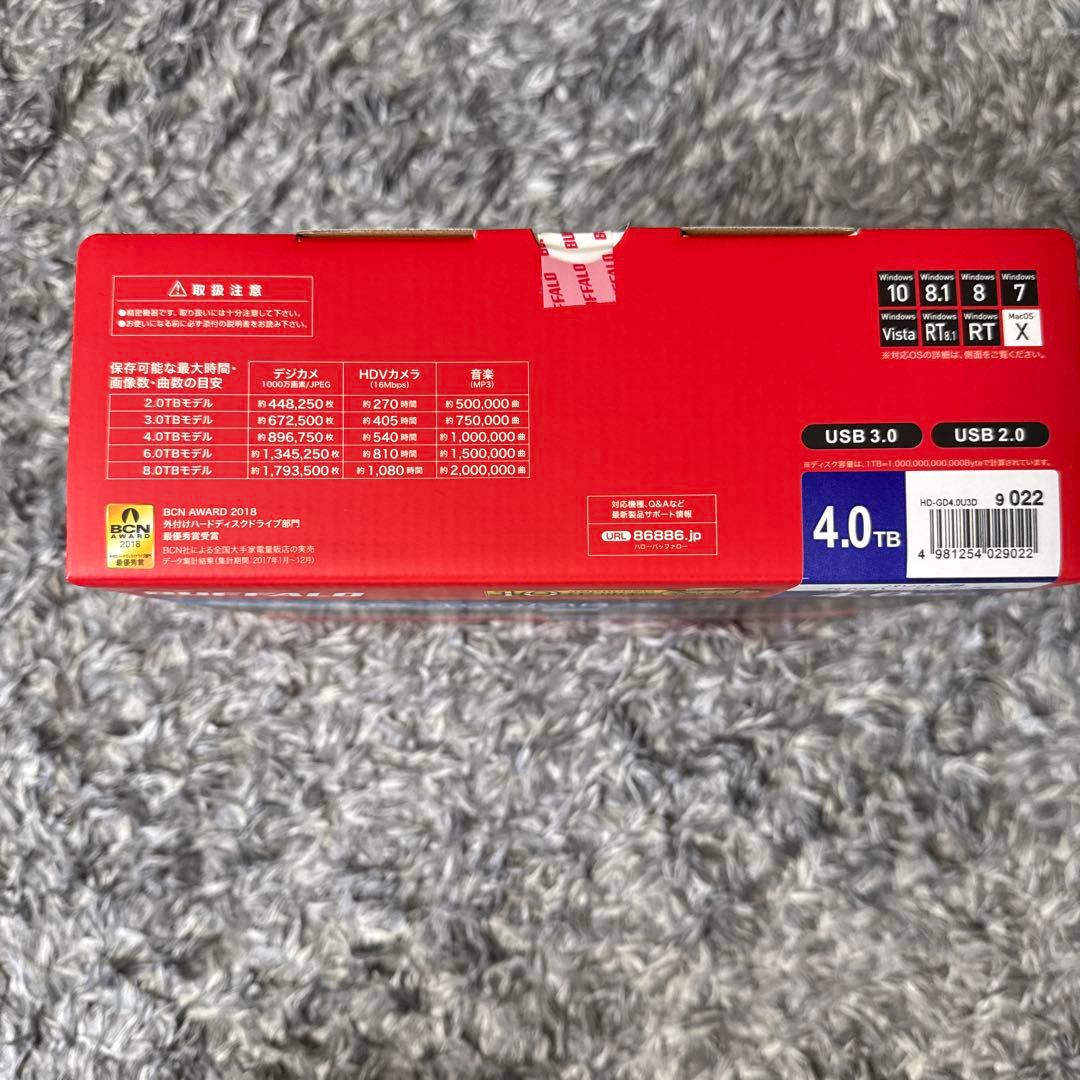 BUFFALO
BUFFALO
⚠ 取扱注意
●精密機器です。取り扱いには十分注意して下さい。
●お使いになる前に必ず添付の説明書をお読み下さい。
Windows 10 Windows 8.1 Windows 8 Windows 7
Windows Vista Windows RT8.1 Windows RT MacOS X
※対応OSの詳細は、側面をご覧ください。
保存可能な最大時間・画像数・曲数の目安 デジカメ 1000万画素/JPEG HDVカメラ (16Mbps) 音楽 (MP3)
2.0TBモデル 約448,250枚 約270時間 約500,000曲
3.0TBモデル 約672,500枚 約405時間 約750,000曲
4.0TBモデル 約896,750枚 約540時間 約1,000,000曲
6.0TBモデル 約1,345,250枚 約810時間 約1,500,000曲
8.0TBモデル 約1,793,500枚 約1,080時間 約2,000,000曲
USB 3.0 USB 2.0
※ディスク容量は、1TB=1,000,000,000,000Byteで計算されています。
4.0TB
HD-GD4.0U3D 9 022
4 981254 029022
BCN
AWARD
2018
最優秀賞
BCN AWARD 2018
外付けハードディスクドライブ部門
最優秀賞受賞
BCN社による全国大手家電量販店の実売
データ集計結果(集計期間:2017年1月~12月)
対応機種、Q&Aなど
最新製品サポート情報
URL 86886.jp
ハローバッファロー
BUFFALO